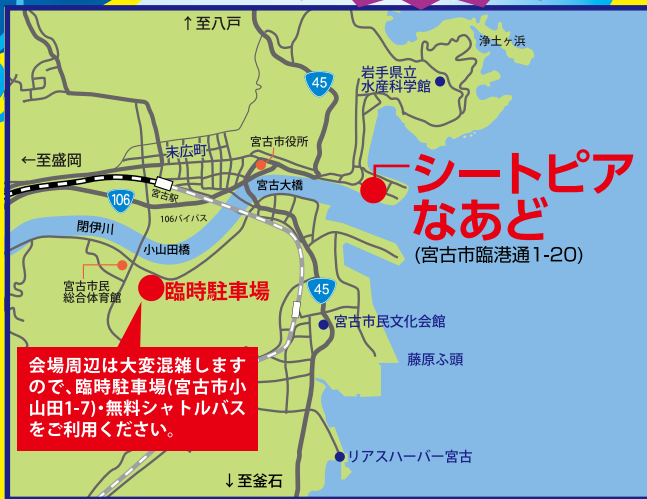 ↑至八戸
浄土ヶ浜
岩手県立
水産科学館
45
宮古市役所
末広町
←至盛岡
シートピア
なあど
(宮古市臨港通1-20)
宮古大橋
宮古駅
106
106バイパス
閉伊川
小山田橋
宮古市民
総合体育館
臨時駐車場
45
宮古市民文化会館
藤原ふ頭
会場周辺は大変混雑します
ので、臨時駐車場(宮古市小
山田1-7)・無料シャトルバス
をご利用ください。
リアスハーバー宮古
↓至釜石